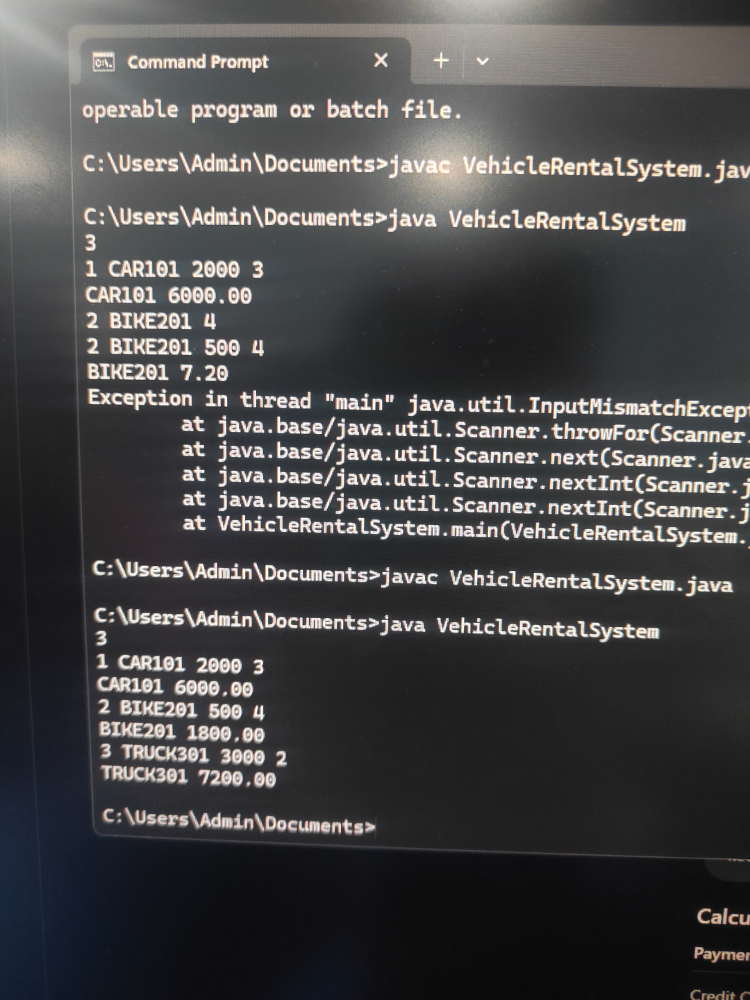 Command Prompt
operable program or batch file.
C:\Users\Admin\Documents>javac VehicleRentalSystem.jav
C:\Users\Admin\Documents>java VehicleRentalSystem
3
1 CAR101 2000 3
CAR101 6000.00
2 BIKE201 4
2 BIKE201 500 4
BIKE201 7.20
Exception in thread "main" java.util.InputMismatchExcept
at java.base/java.util.Scanner.throwFor(Scanner.
at java.base/java.util.Scanner.next(Scanner.java
at java.base/java.util.Scanner.nextInt(Scanner.j
at java.base/java.util.Scanner.nextInt(Scanner.j
at VehicleRentalSystem.main(VehicleRentalSystem.
C:\Users\Admin\Documents>javac VehicleRentalSystem.java
C:\Users\Admin\Documents>java VehicleRentalSystem
3
1 CAR101 2000 3
CAR101 6000.00
2 BIKE201 500 4
BIKE201 1800.00
3 TRUCK301 3000 2
TRUCK301 7200.00
C:\Users\Admin\Documents>
Calcu
Paymen
Credit C